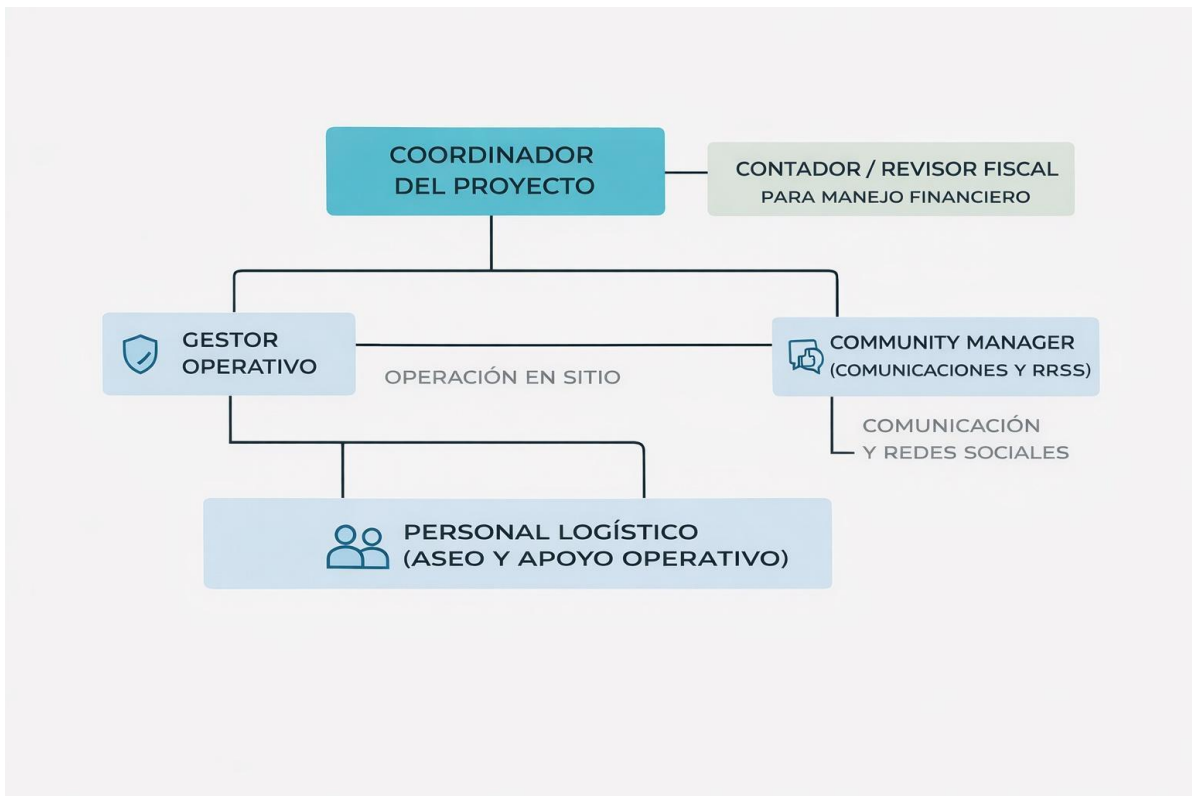 COORDINADOR
DEL PROYECTO
CONTADOR / REVISOR FISCAL
PARA MANEJO FINANCIERO
GESTOR
OPERATIVO
OPERACIÓN EN SITIO
COMMUNITY MANAGER
(COMUNICACIONES Y RRSS)
COMUNICACIÓN
Y REDES SOCIALES
PERSONAL LOGÍSTICO
(ASEO Y APOYO OPERATIVO)